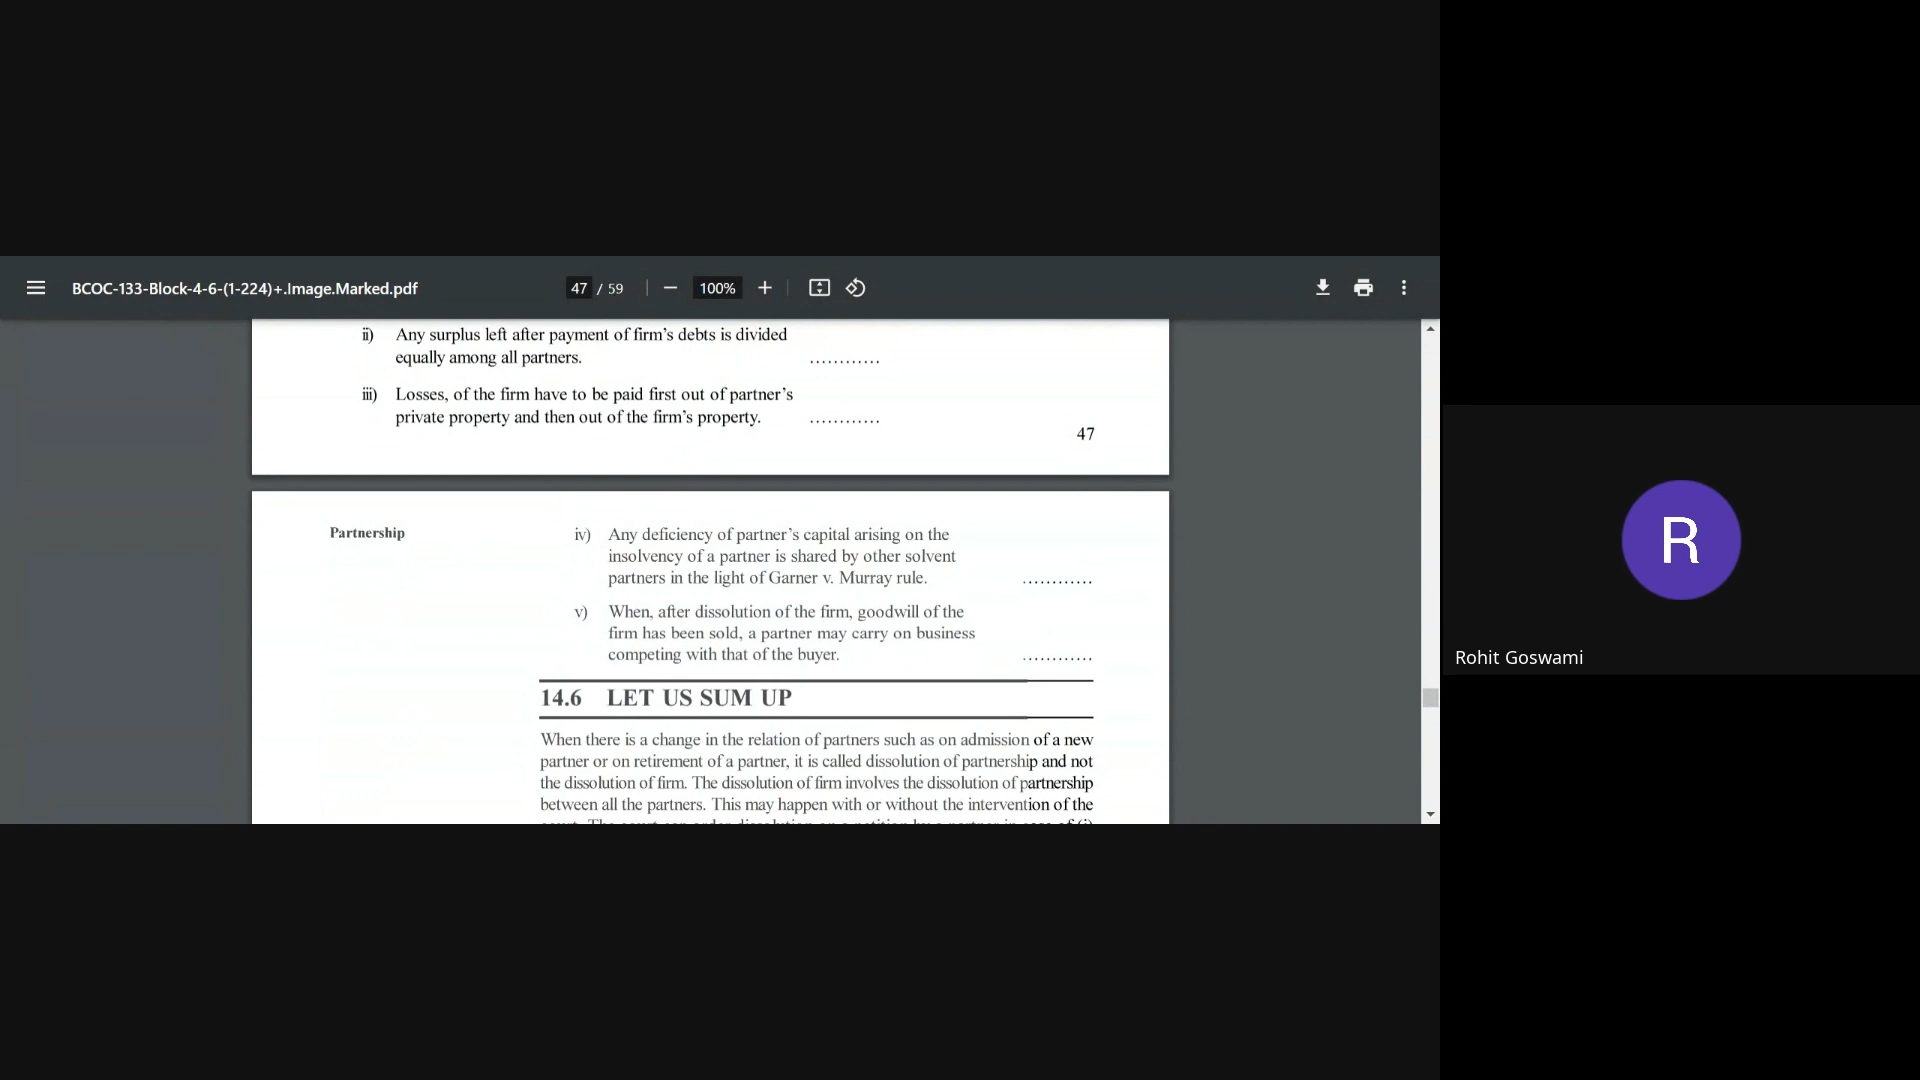 BCOC-133-Block-4-6-(1-224)+.Image.Marked.pdf
47 / 59
100%
ii) Any surplus left after payment of firm's debts is divided
equally among all partners. ............
iii) Losses, of the firm have to be paid first out of partner's
private property and then out of the firm's property. ............
47
Partnership
iv) Any deficiency of partner's capital arising on the
insolvency of a partner is shared by other solvent
partners in the light of Garner v. Murray rule. ............
v) When, after dissolution of the firm, goodwill of the
firm has been sold, a partner may carry on business
competing with that of the buyer. ............
14.6 LET US SUM UP
When there is a change in the relation of partners such as on admission of a new
partner or on retirement of a partner, it is called dissolution of partnership and not
the dissolution of firm. The dissolution of firm involves the dissolution of partnership
between all the partners. This may happen with or without the intervention of the
R
Rohit Goswami